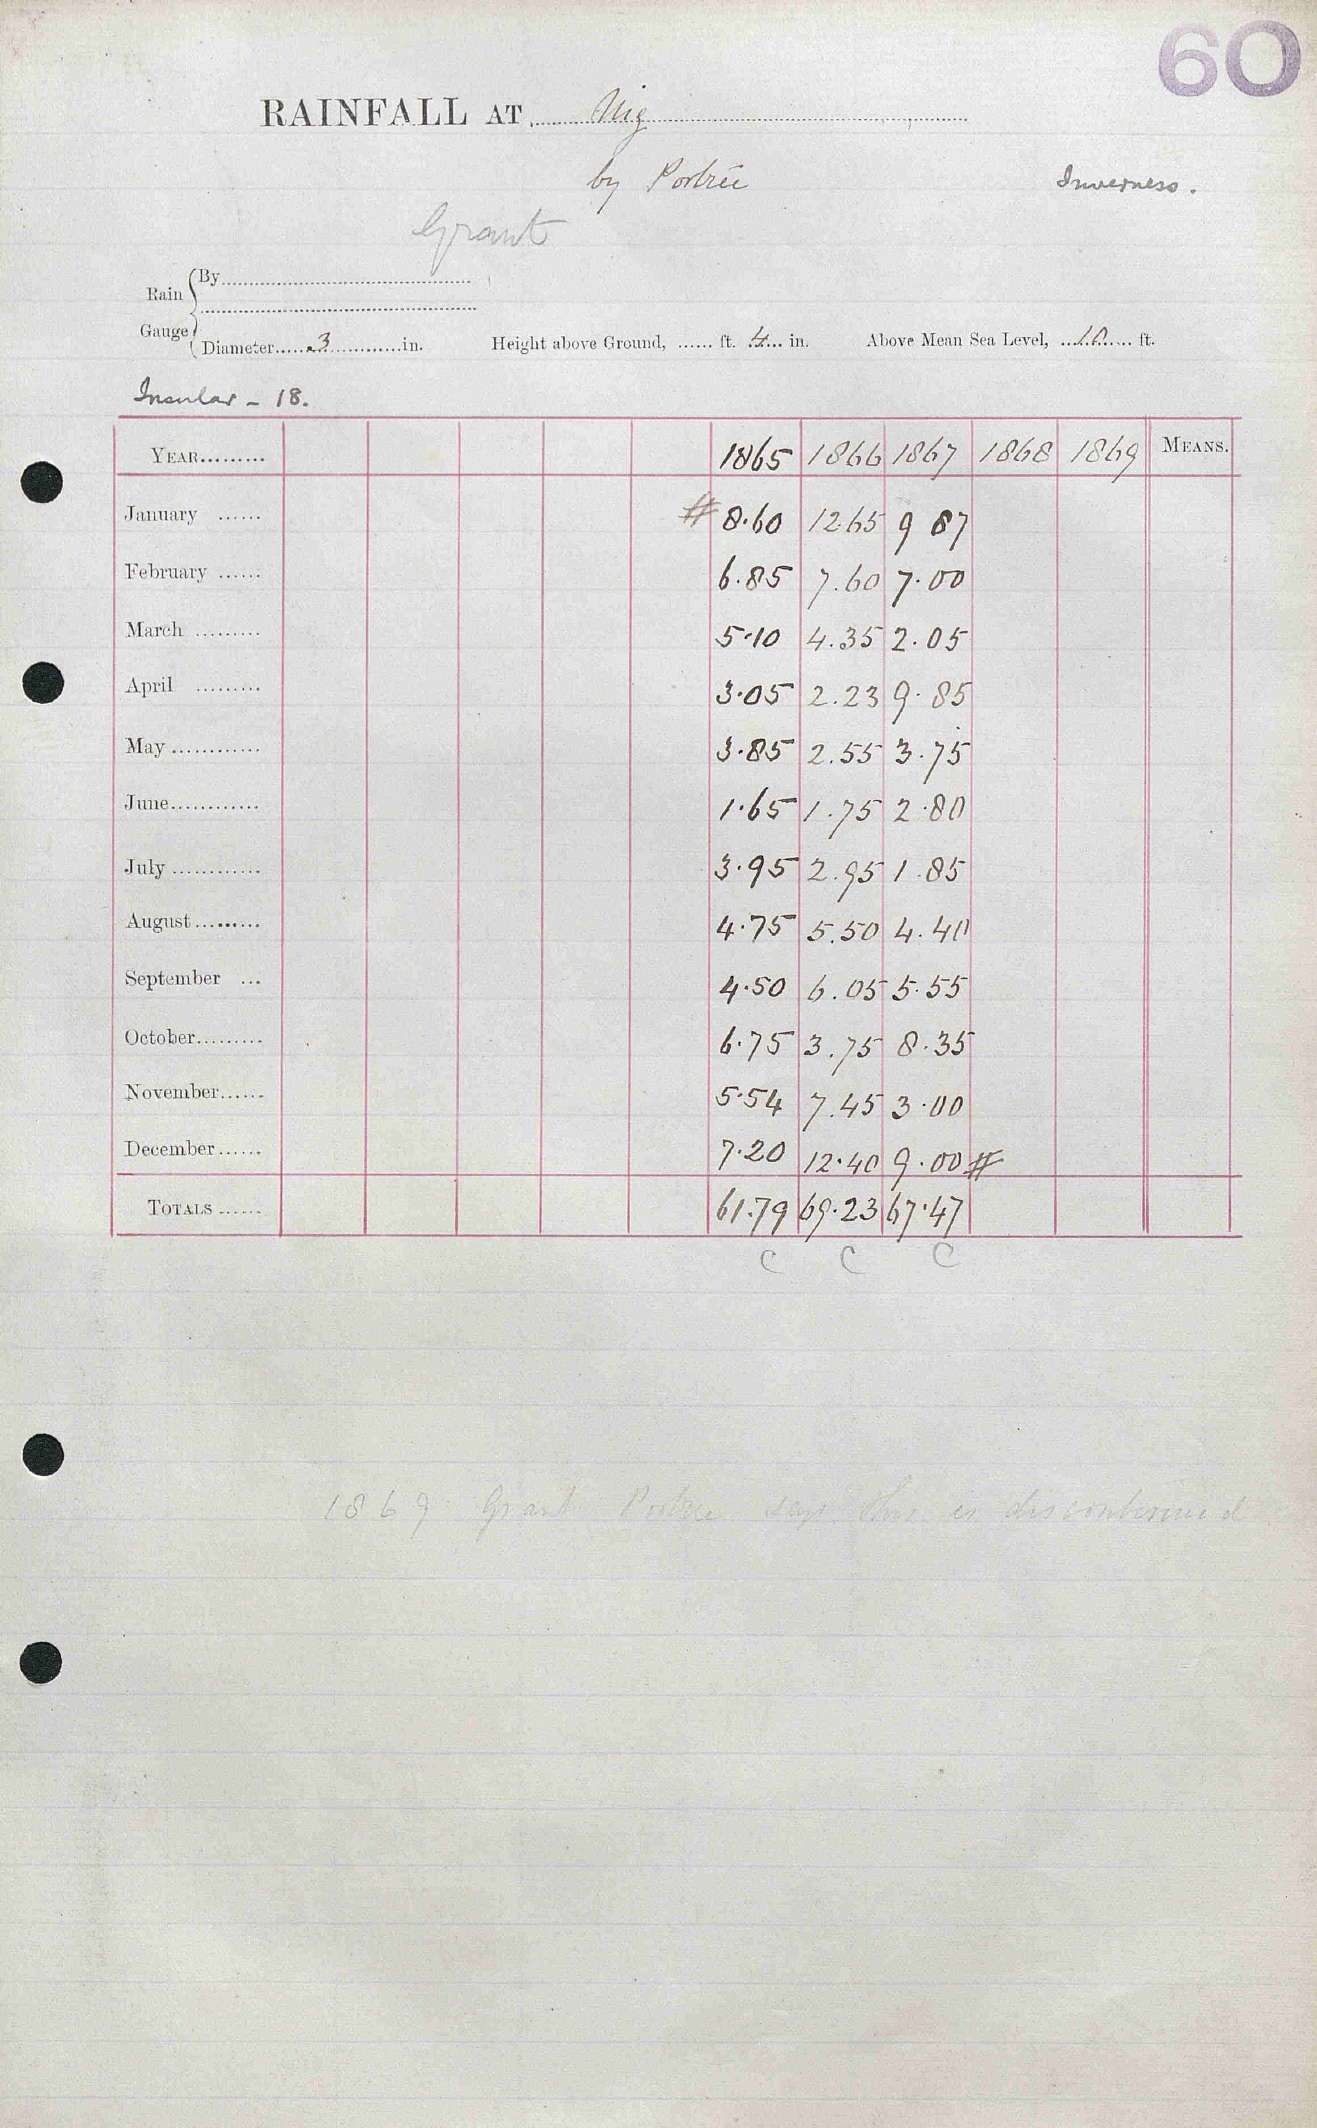 60
RAINFALL AT Uig
by Portree Inverness.
Grant
Rain Gauge { By
Diameter 3 in. Height above Ground, ft. 4 in. Above Mean Sea Level, 10 ft.
Insular - 18.
YEAR 1865 1866 1867 1868 1869 MEANS.
January # 8.60 12.65 9 87
February 6.85 7.60 7.00
March 5.10 4.35 2.05
April 3.05 2.23 9.85
May 3.85 2.55 3.75
June 1.65 1.75 2.80
July 3.95 2.95 1.85
August 4.75 5.50 4.40
September 4.50 6.05 5.55
October 6.75 3.75 8.35
November 5.54 7.45 3.00
December 7.20 12.40 9.00 #
TOTALS 61.79 69.23 67.47
C C C
1869 Grant Portree says this is discontinued